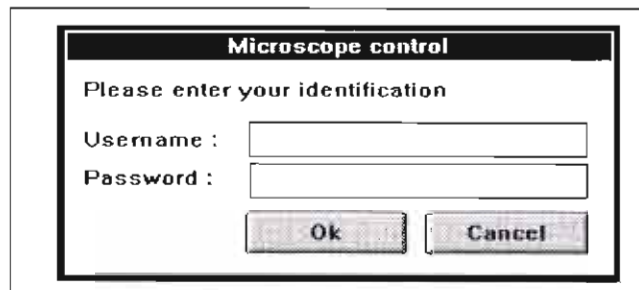 Microscope control
Please enter your identification
Username :
Password :
Ok Cancel